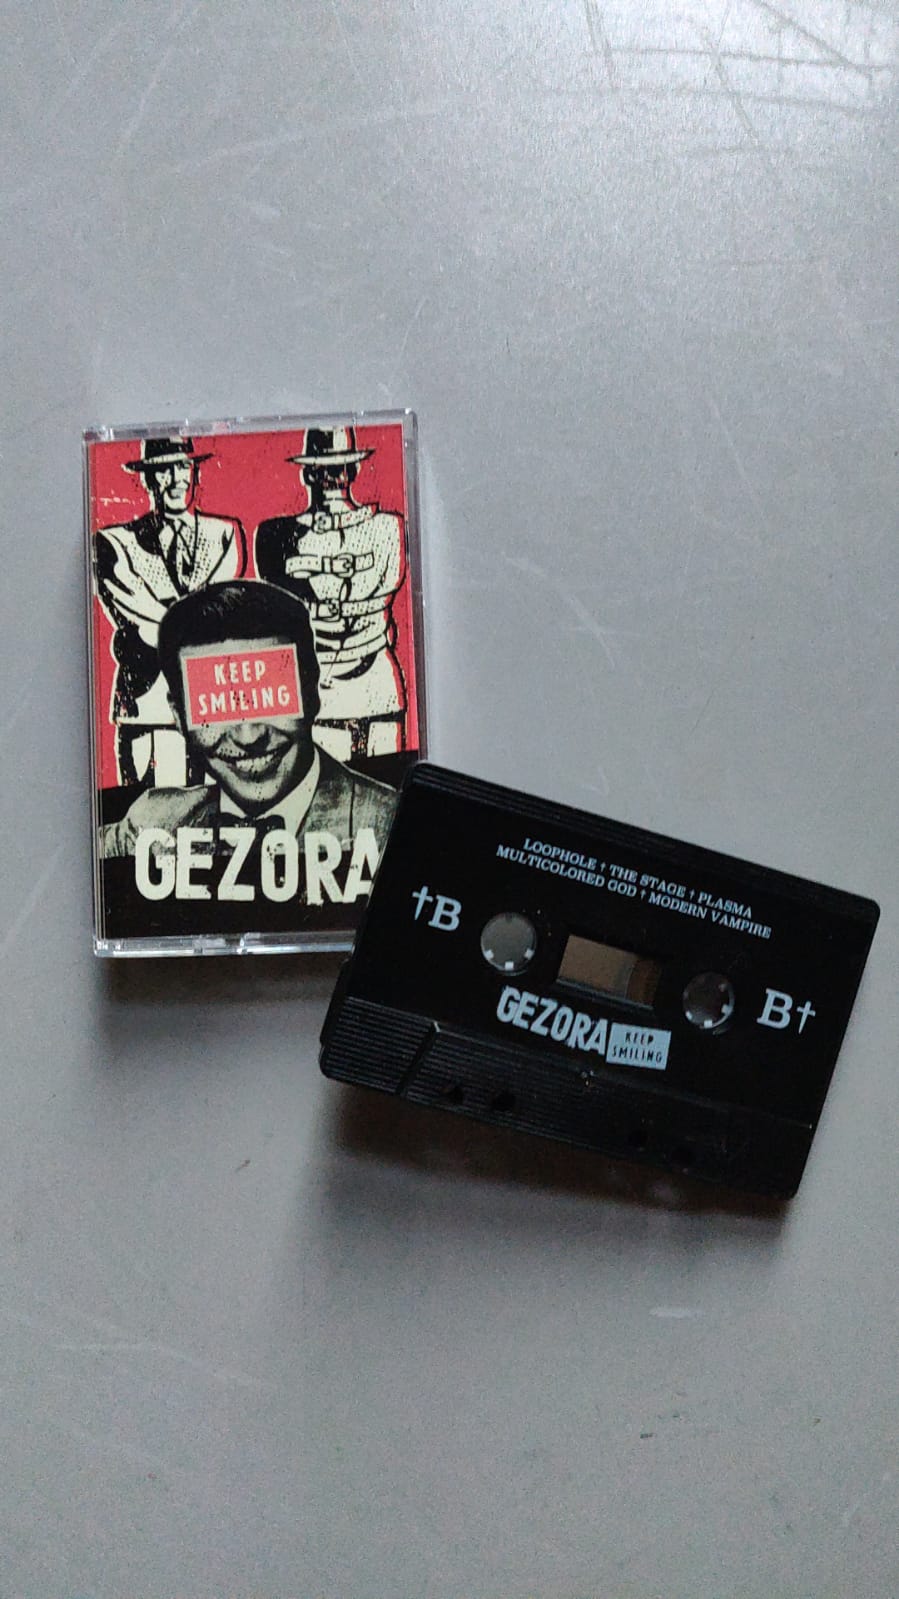 KEEP
SMILING
GEZORA
LOOPHOLE † THE STAGE † PLASMA
MULTICOLORED GOD † MODERN VAMPIRE
†B
B†
GEZORA
KEEP
SMILING